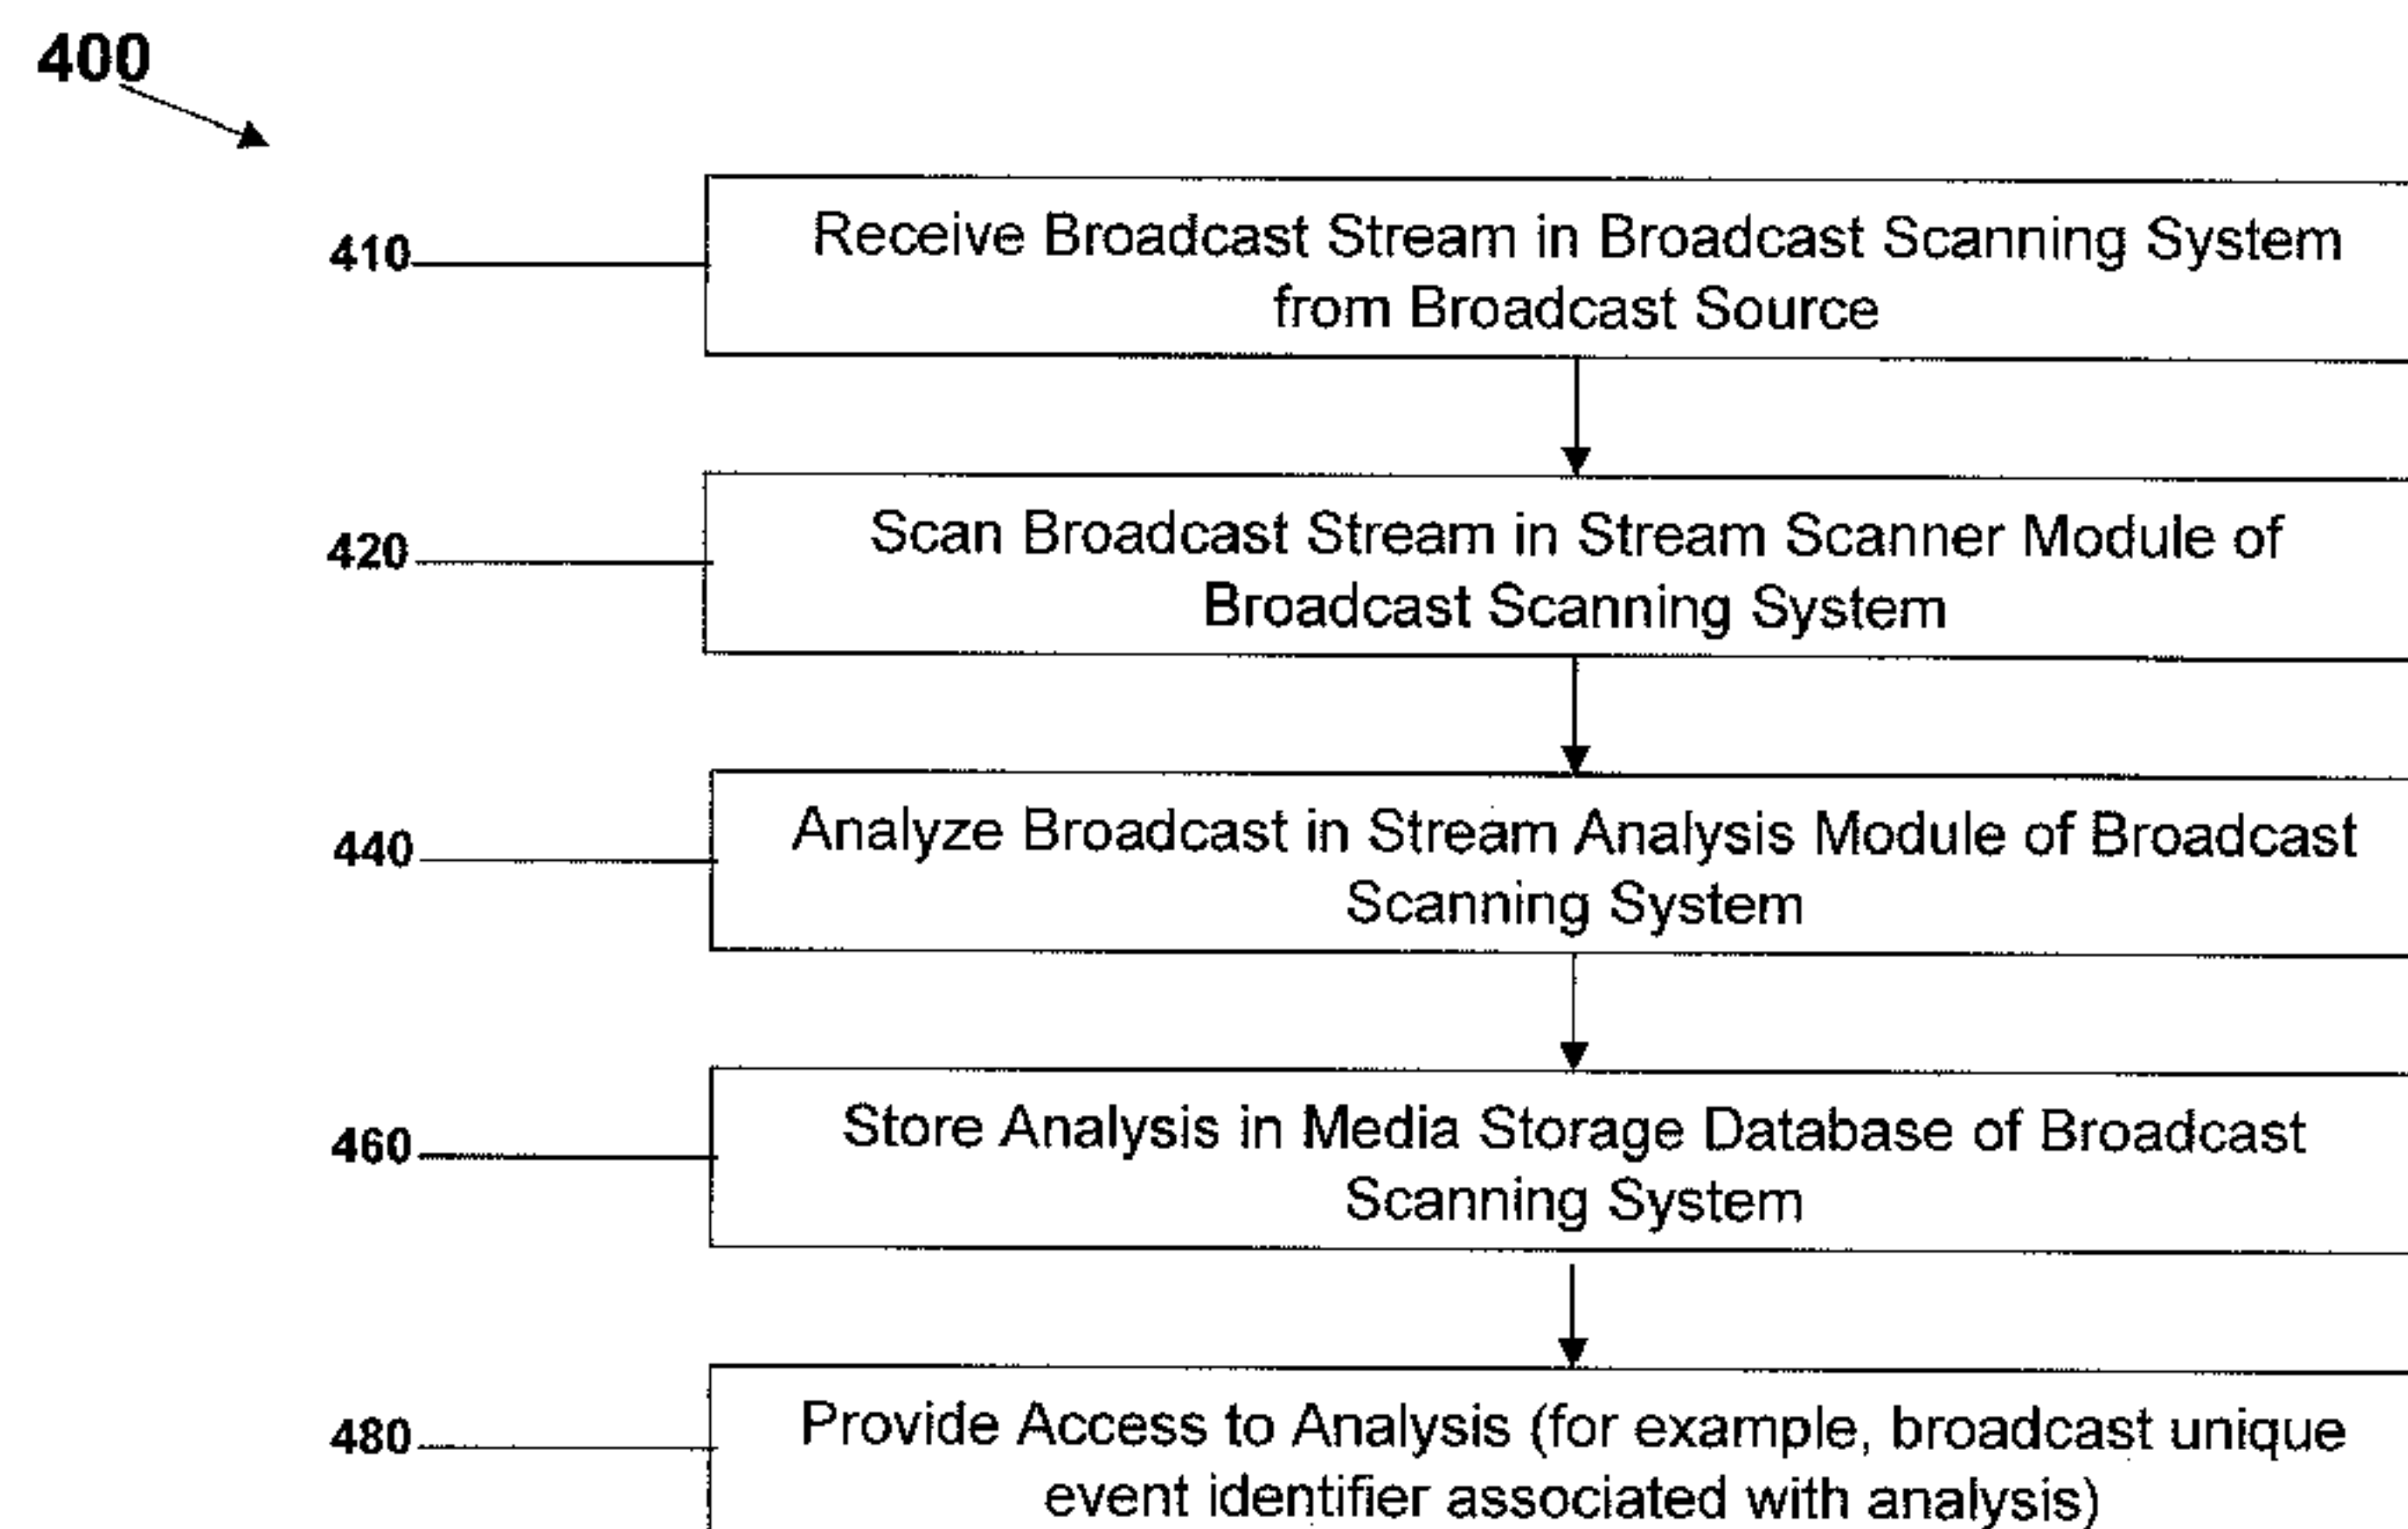 400
410
Receive Broadcast Stream in Broadcast Scanning System
from Broadcast Source
420
Scan Broadcast Stream in Stream Scanner Module of
Broadcast Scanning System
440
Analyze Broadcast in Stream Analysis Module of Broadcast
Scanning System
460
Store Analysis in Media Storage Database of Broadcast
Scanning System
480
Provide Access to Analysis (for example, broadcast unique
event identifier associated with analysis)